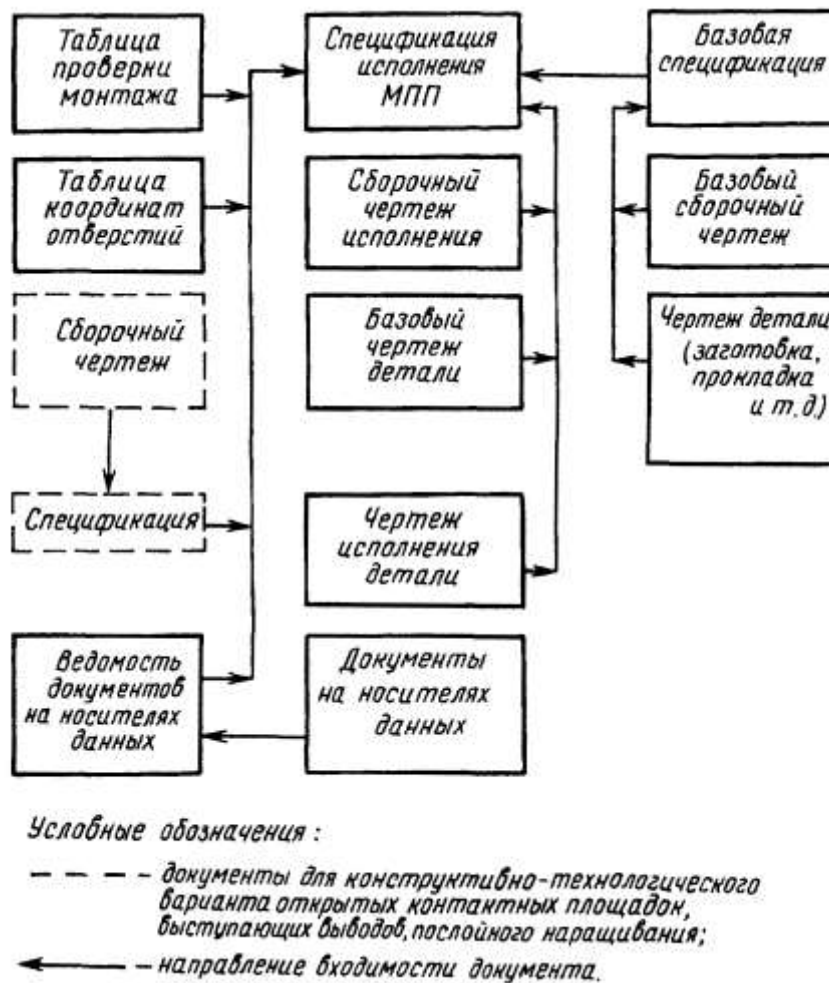 Таблица
проверки
монтажа
Спецификация
исполнения
МПП
Базовая
спецификация
Таблица
координат
отверстий
Сборочный
чертеж
исполнения
Базовый
сборочный
чертеж
Сборочный
чертеж
Базовый
чертеж
детали
Чертеж детали
(заготовка,
прокладка
и т.д.)
Спецификация
Чертеж
исполнения
детали
Ведомость
документов
на носителях
данных
Документы
на носителях
данных
Условные обозначения :
– документы для конструктивно-технологического
варианта открытых контактных площадок,
выступающих выводов, послойного наращивания;
– направление входимости документа.